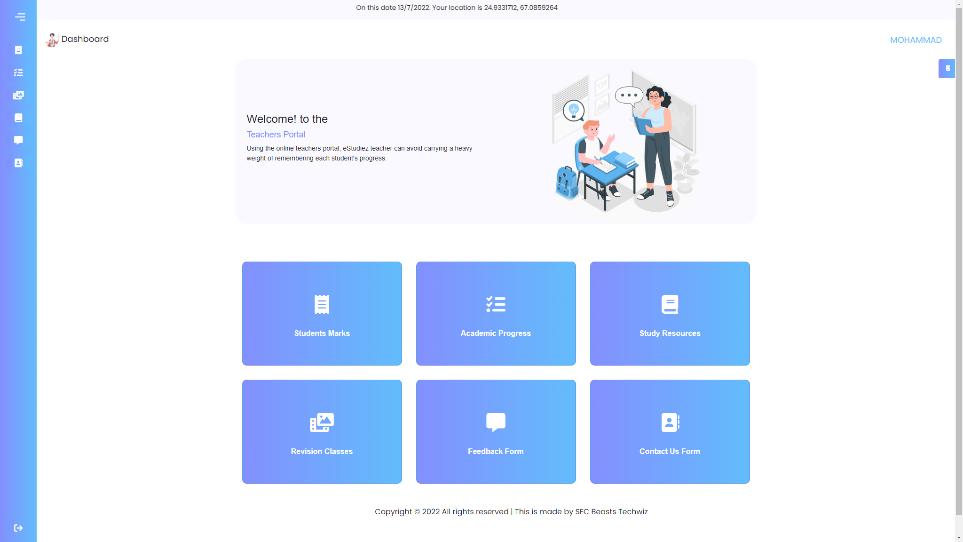 On this date 13/7/2022. Your location is 24.9331712, 67.0859264
Dashboard
MOHAMMAD
Welcome! to the
Teachers Portal
Using the online teachers portal, eStudiez teacher can avoid carrying a heavy
weight of remembering each student's progress.
Students Marks
Academic Progress
Study Resources
Revision Classes
Feedback Form
Contact Us Form
Copyright © 2022 All rights reserved | This is made by SFC Beasts Techwiz